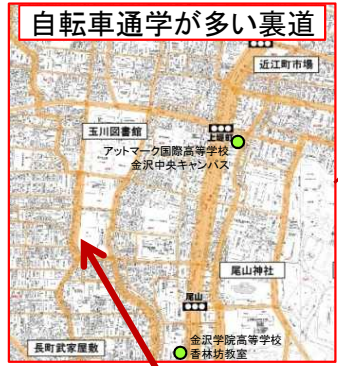 自転車通学が多い裏道
近江町市場
玉川図書館
上堤町
アットマーク国際高等学校
金沢中央キャンパス
尾山神社
尾山
金沢学院高等学校
香林坊教室
長町武家屋敷